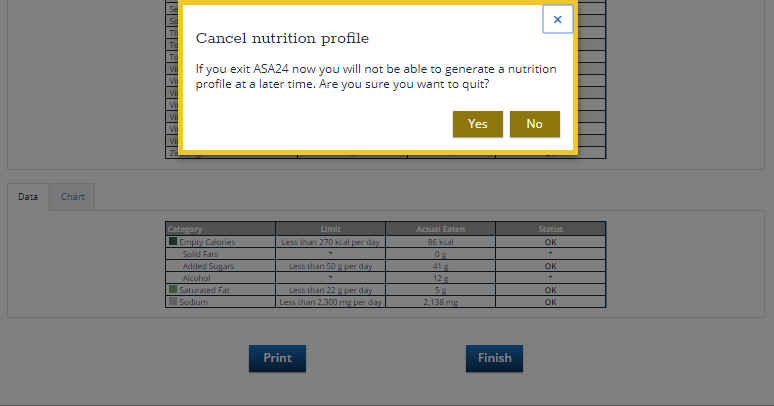 ×
Cancel nutrition profile
If you exit ASA24 now you will not be able to generate a nutrition
profile at a later time. Are you sure you want to quit?
Yes No
Data Chart
Category Limit Actual Eaten Status
Empty Calories Less than 270 kcal per day 86 kcal OK
Solid Fats * 0 g *
Added Sugars Less than 50 g per day 41 g OK
Alcohol * 12 g *
Saturated Fat Less than 22 g per day 5 g OK
Sodium Less than 2,300 mg per day 2,138 mg OK
Print Finish